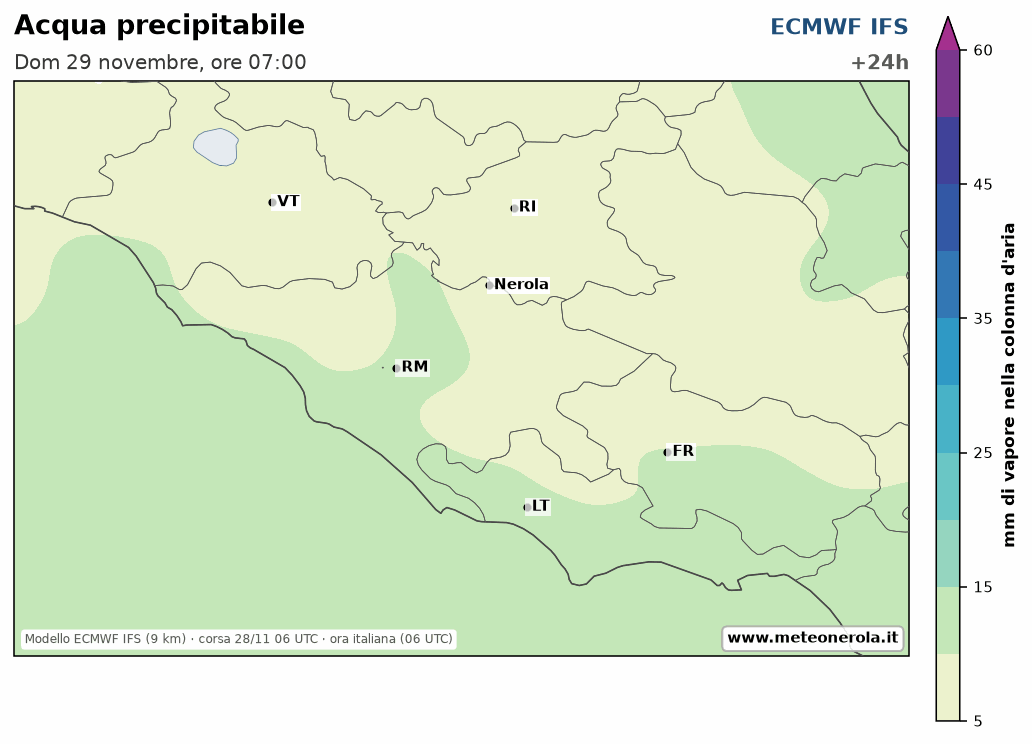 Acqua precipitabile
ECMWF IFS
Dom 29 novembre, ore 07:00
+24h
60
45
35
25
15
5
mm di vapore nella colonna d'aria
VT
RI
Nerola
RM
FR
LT
Modello ECMWF IFS (9 km) · corsa 28/11 06 UTC · ora italiana (06 UTC)
www.meteonerola.it